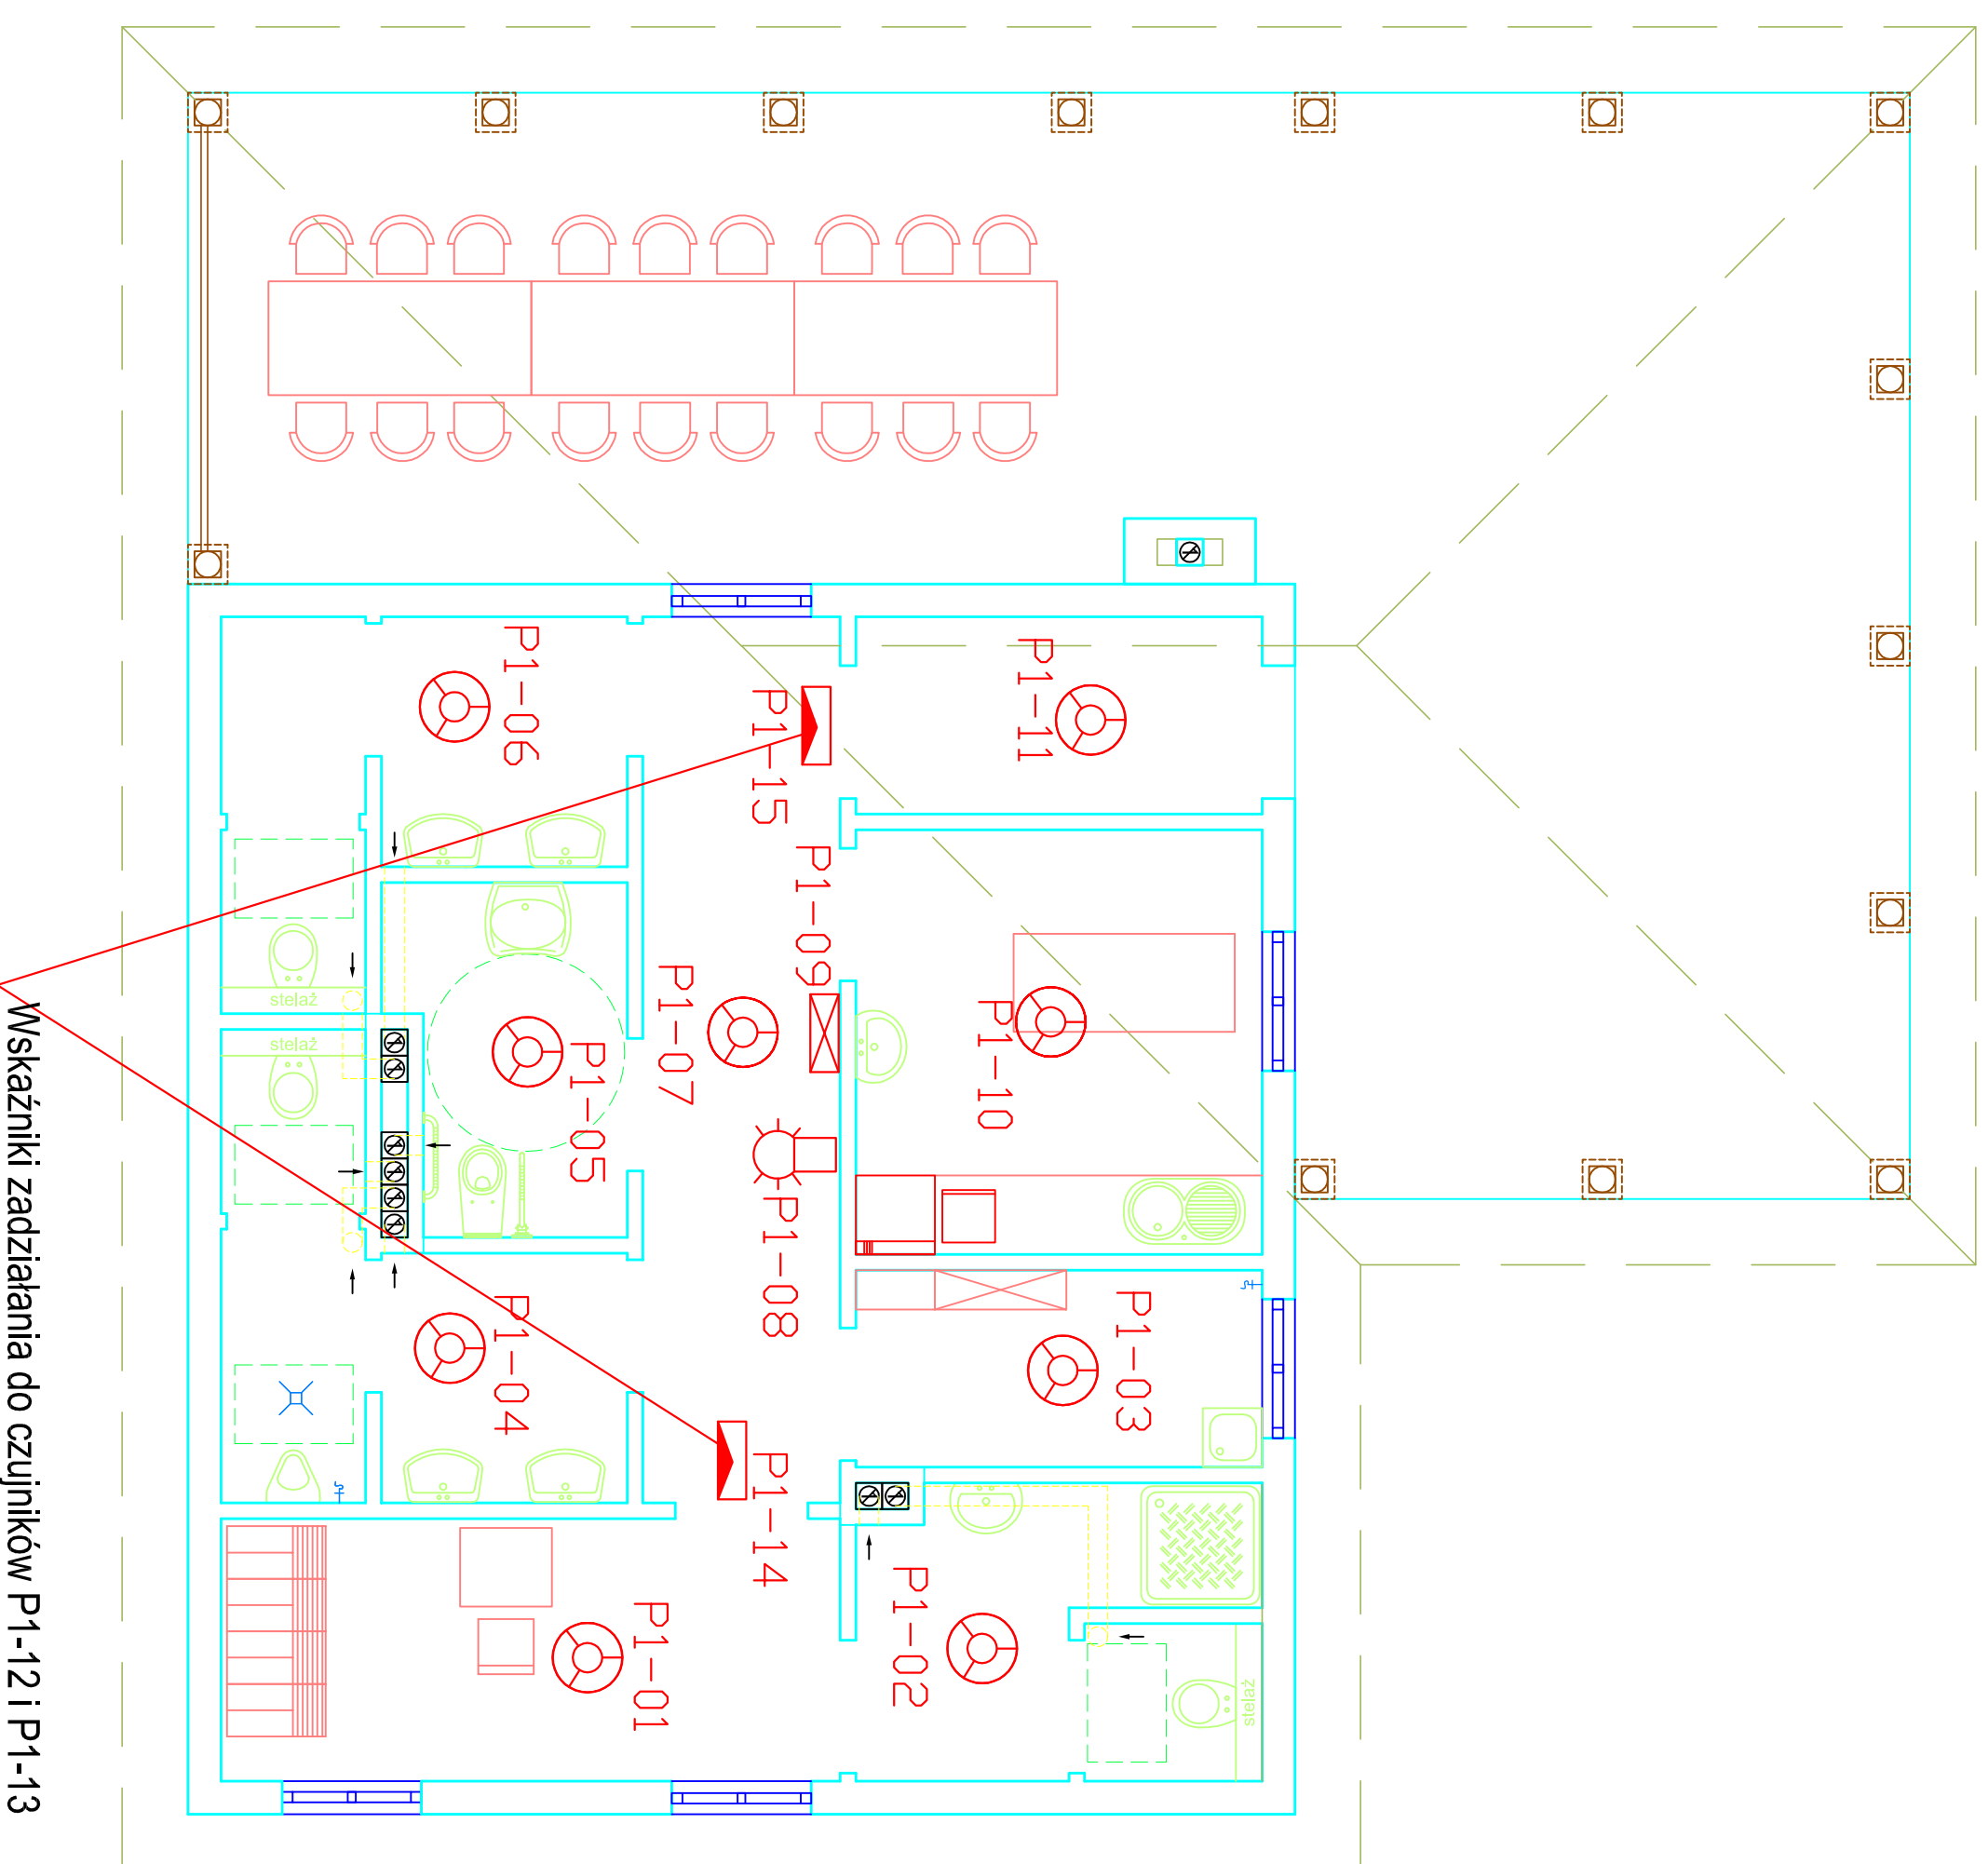 P1-06
P1-11
P1-15
P1-09
P1-07
P1-10
stelaż
stelaż
P1-05
P1-08
P1-04
P1-03
P1-14
P1-02
P1-01
stelaż
Wskaźniki zadziałania do czujników P1-12 i P1-13